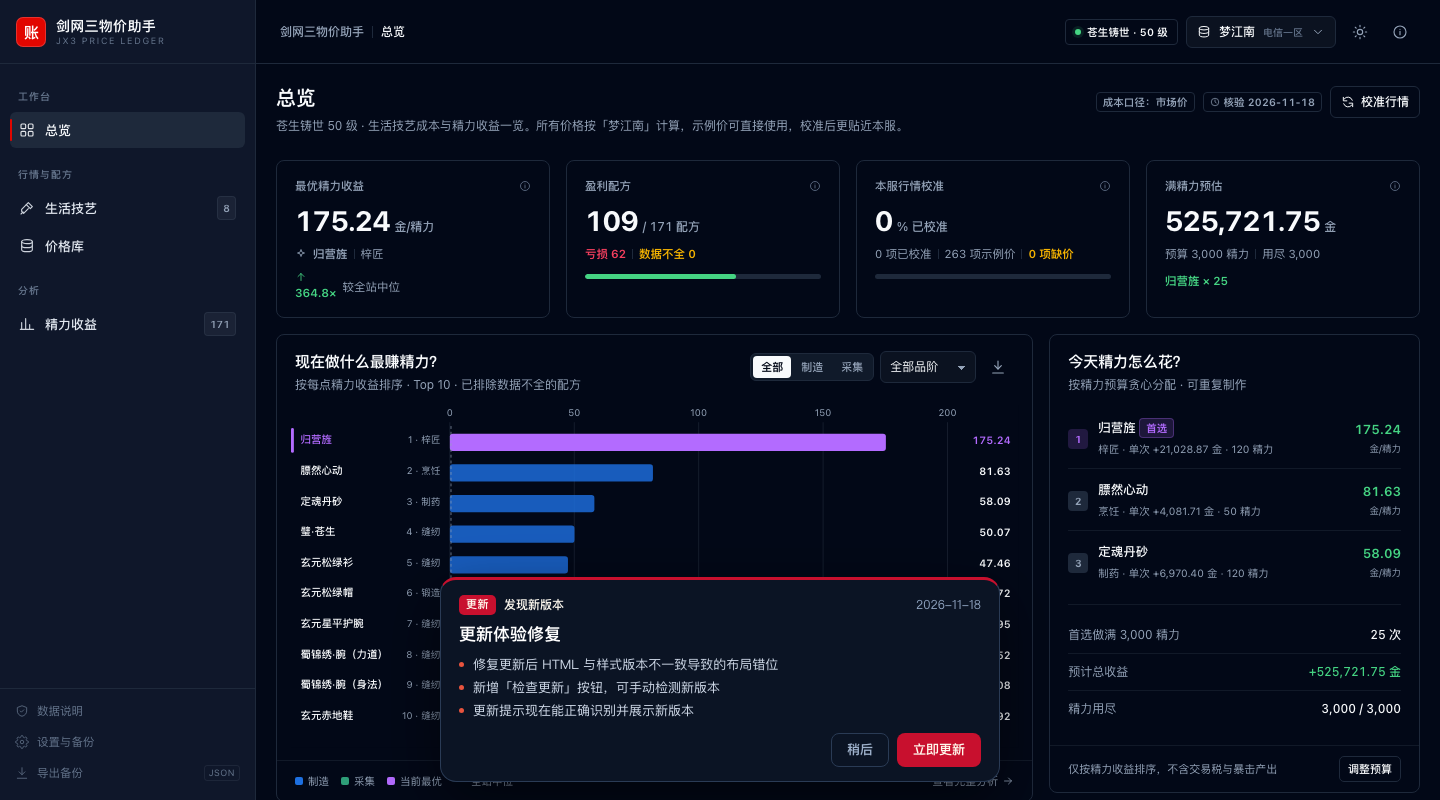 账
剑网三物价助手
JX3 PRICE LEDGER
工作台
总览
行情与配方
生活技艺 8
价格库
分析
精力收益 171
数据说明
设置与备份
导出备份 JSON
剑网三物价助手 总览
苍生铸世 · 50 级
梦江南 电信一区
总览
苍生铸世 50 级 · 生活技艺成本与精力收益一览。所有价格按「梦江南」计算，示例价可直接使用，校准后更贴近本服。
成本口径：市场价
核验 2026-11-18
校准行情
最优精力收益
175.24 金/精力
归营旌 梓匠
↑
364.8× 较全站中位
盈利配方
109 / 171 配方
亏损 62 数据不全 0
本服行情校准
0 % 已校准
0 项已校准 263 项示例价 0 项缺价
满精力预估
525,721.75 金
预算 3,000 精力 用尽 3,000
归营旌 × 25
现在做什么最赚精力?
按每点精力收益排序 · Top 10 · 已排除数据不全的配方
全部 制造 采集
全部品阶
0 50 100 150 200
归营旌 1 · 梓匠 175.24
膘然心动 2 · 烹饪 81.63
定魂丹砂 3 · 制药 58.09
璧·苍生 4 · 缝纫 50.07
玄元松绿衫 5 · 缝纫 47.46
玄元松绿帽 6 · 锻造 72
玄元星平护腕 7 · 缝纫 95
蜀锦绣·腕（力道） 8 · 缝纫 52
蜀锦绣·腕（身法） 9 · 缝纫 08
玄元赤地鞋 10 · 缝纫 92
制造 采集 当前最优 全站中位 查看完整分析 →
更新 发现新版本 2026–11–18
更新体验修复
修复更新后 HTML 与样式版本不一致导致的布局错位
新增「检查更新」按钮，可手动检测新版本
更新提示现在能正确识别并展示新版本
稍后 立即更新
今天精力怎么花?
按精力预算贪心分配 · 可重复制作
1 归营旌 首选 175.24
梓匠 · 单次 +21,028.87 金 · 120 精力 金/精力
2 膘然心动 81.63
烹饪 · 单次 +4,081.71 金 · 50 精力 金/精力
3 定魂丹砂 58.09
制药 · 单次 +6,970.40 金 · 120 精力 金/精力
首选做满 3,000 精力 25 次
预计总收益 +525,721.75 金
精力用尽 3,000 / 3,000
仅按精力收益排序，不含交易税与暴击产出
调整预算